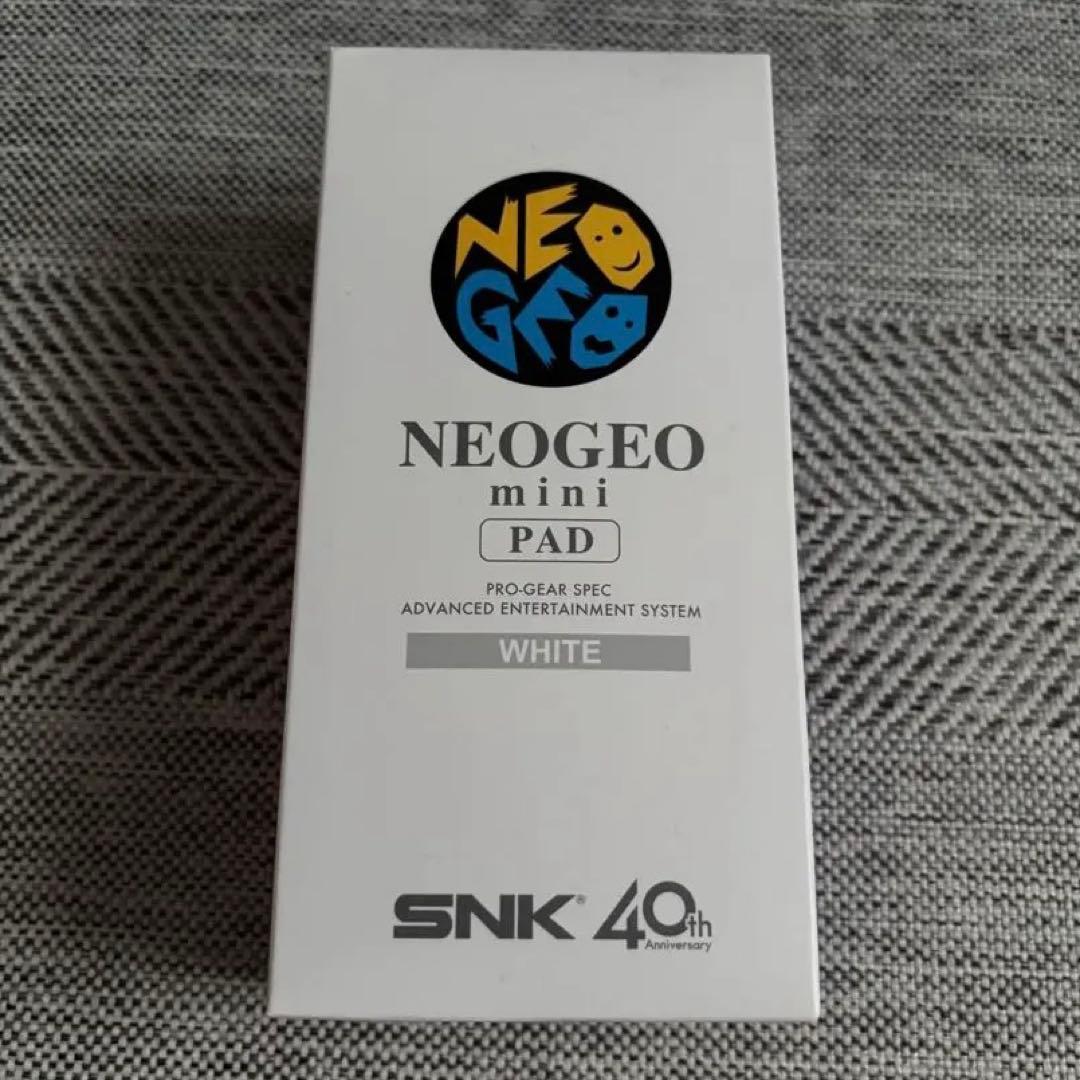 NEO
GEO
NEOGEO
mini
PAD
PRO-GEAR SPEC
ADVANCED ENTERTAINMENT SYSTEM
WHITE
SNK® 40th
Anniversary